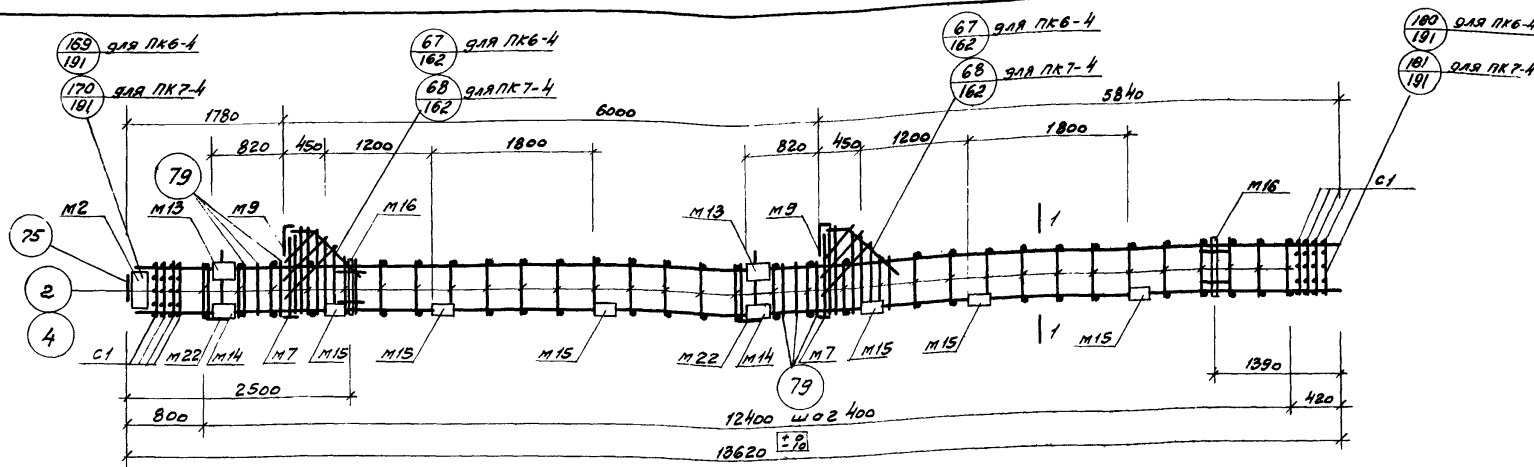 169 для ПК6-4
191
170 для ПК7-4
191
67 для ПК6-4
162
68 для ПК7-4
162
67 для ПК6-4
162
68 для ПК7-4
162
180 для ПК6-4
191
181 для ПК7-4
191
1780 6000 5840
820 450 1200 1800 820 450 1200 1800
79
М2 М13 М9 М16 М13 М9 1 М16 С1
75
2
4
С1 М22 М14 М7 М15 М15 М15 М22 М14 М7 М15 М15 1 М15
79
2500 1390
800 12400 шаг 400 420
13620 ±0/10